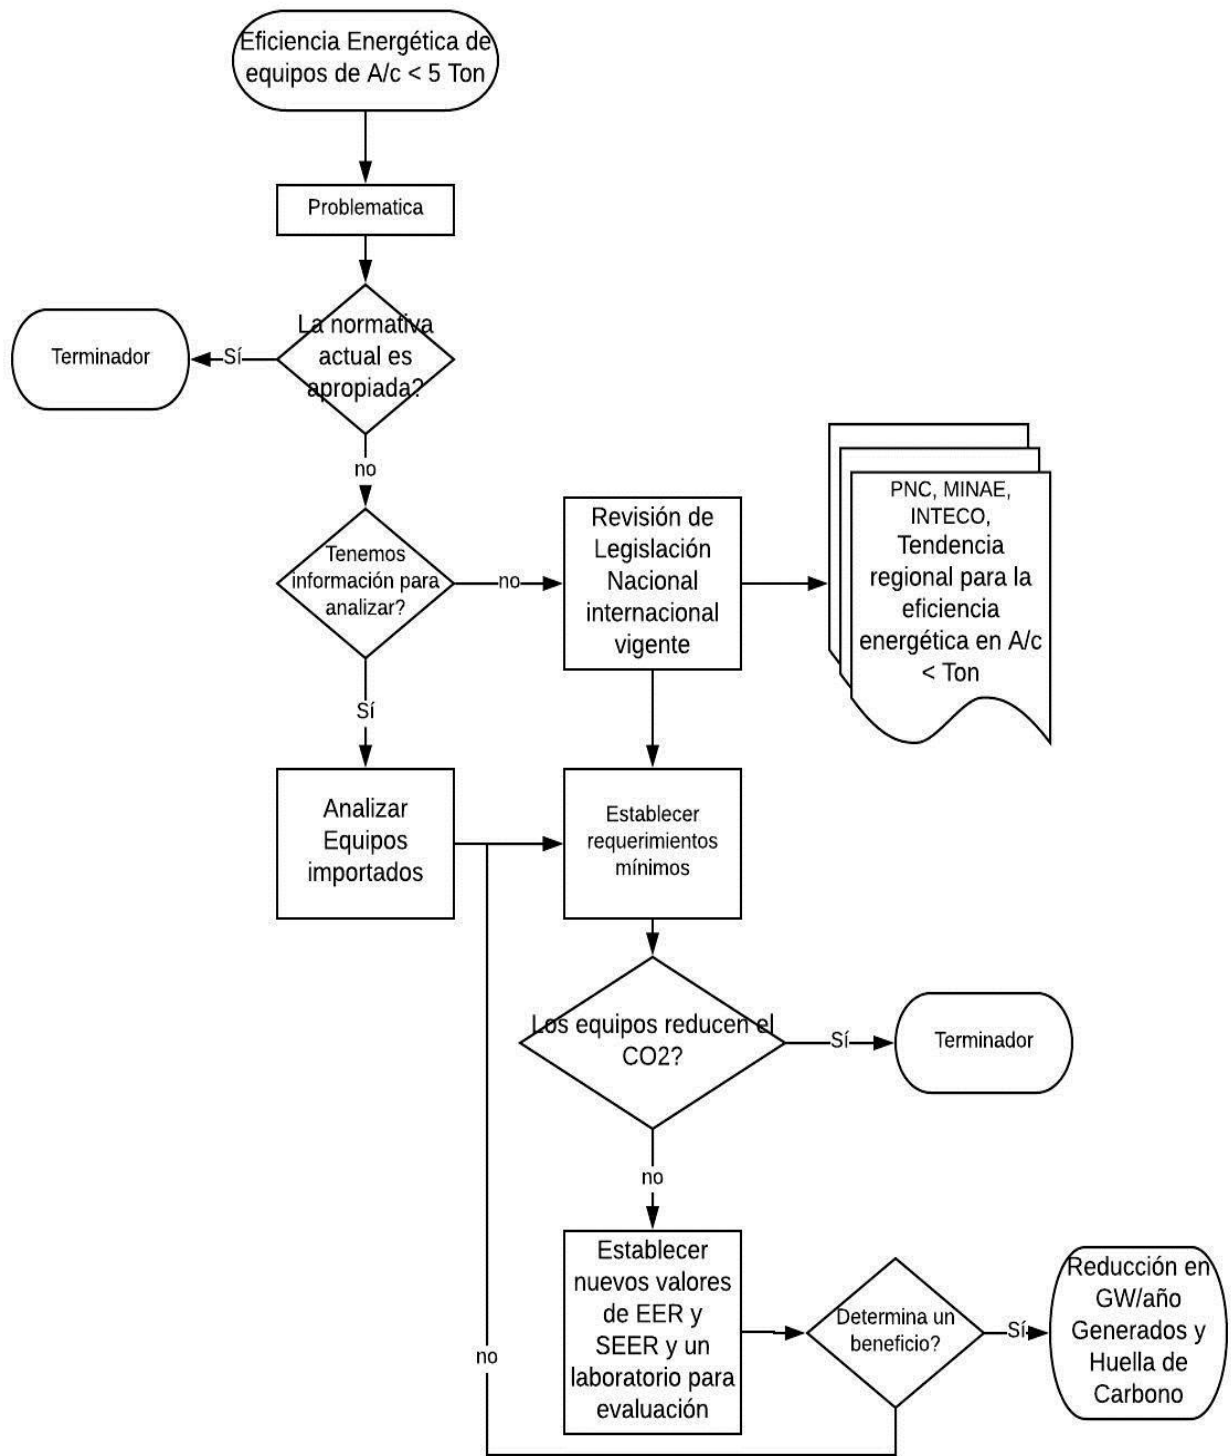 Eficiencia Energética de
equipos de A/c < 5 Ton
Problematica
La normativa
actual es
apropiada?
Sí
Terminador
no
Tenemos
información para
analizar?
no
Revisión de
Legislación
Nacional
internacional
vigente
PNC, MINAE,
INTECO,
Tendencia
regional para la
eficiencia
energética en A/c
< Ton
Sí
Analizar
Equipos
importados
Establecer
requerimientos
mínimos
Los equipos reducen el
CO2?
Sí
Terminador
no
Establecer
nuevos valores
de EER y
SEER y un
laboratorio para
evaluación
Determina un
beneficio?
Sí
Reducción en
GW/año
Generados y
Huella de
Carbono
no